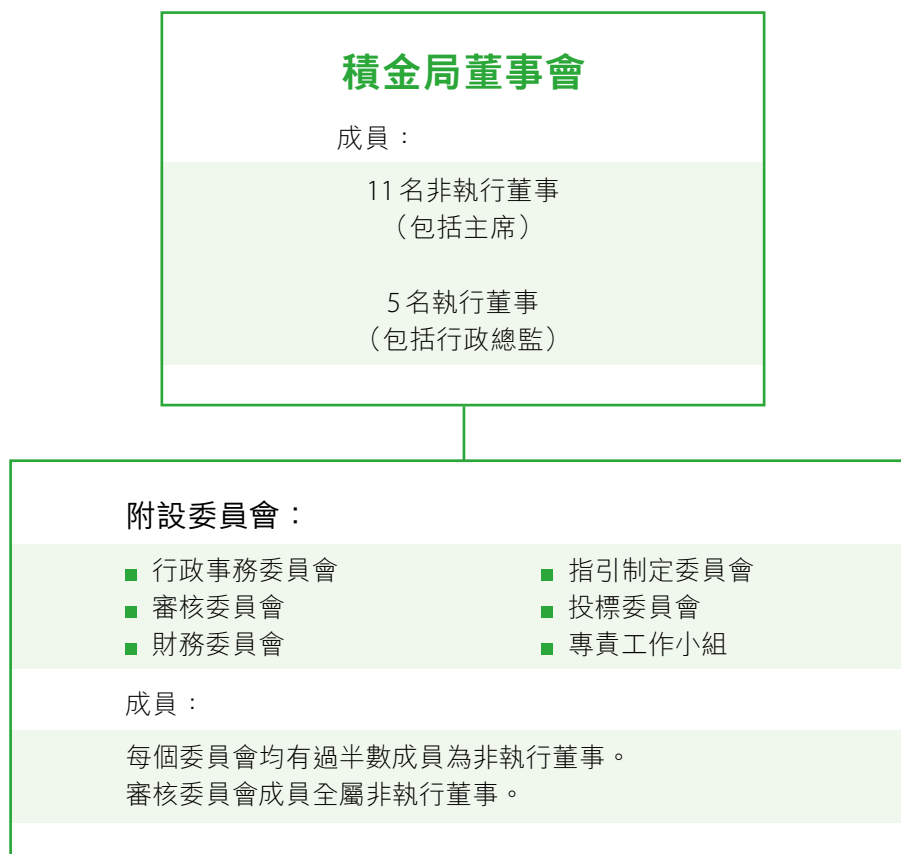 積金局董事會
成員：
11 名非執行董事
（包括主席）
5 名執行董事
（包括行政總監）
附設委員會：
行政事務委員會
審核委員會
財務委員會
指引制定委員會
投標委員會
專責工作小組
成員：
每個委員會均有過半數成員為非執行董事。
審核委員會成員全屬非執行董事。